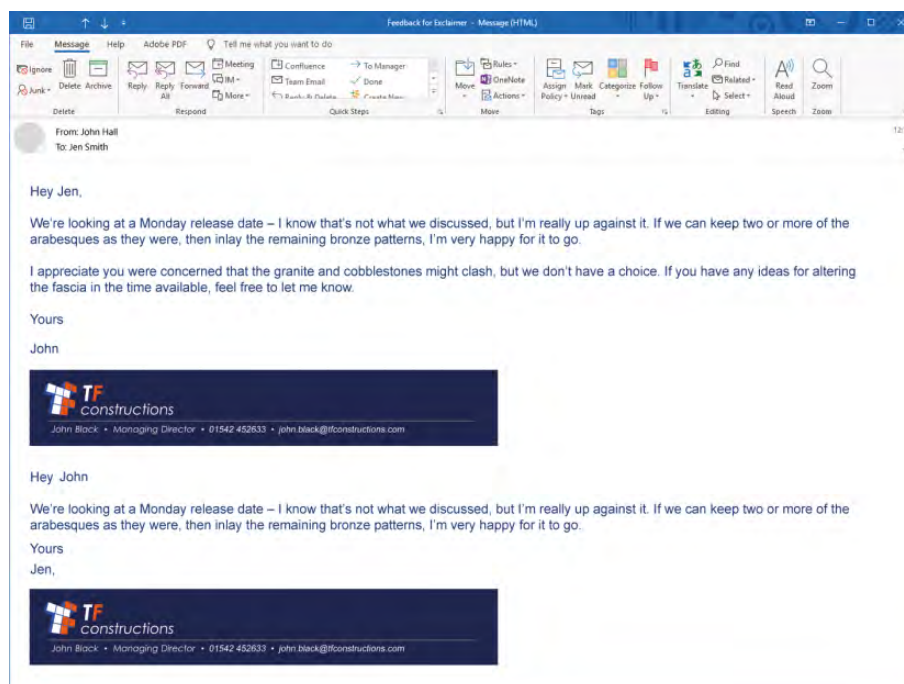 Feedback for Exclaimer - Message (HTML)
File Message Help Adobe PDF Tell me what you want to do
Ignore
Junk
Delete Archive
Reply Reply All Forward
Meeting
IM
More
Confluence To Manager
Team Email Done
Reply & Delete Create New
Move
Rules
OneNote
Actions
Assign Policy Mark Unread Categorize Follow Up
Translate
Find
Related
Select
Read Aloud
Zoom
Delete Respond Quick Steps Move Tags Editing Speech Zoom
From: John Hall
To: Jen Smith
Hey Jen,
We're looking at a Monday release date – I know that's not what we discussed, but I'm really up against it. If we can keep two or more of the
arabesques as they were, then inlay the remaining bronze patterns, I'm very happy for it to go.
I appreciate you were concerned that the granite and cobblestones might clash, but we don't have a choice. If you have any ideas for altering
the fascia in the time available, feel free to let me know.
Yours
John
TF
constructions
John Black • Managing Director • 01542 452633 • john.black@tfconstructions.com
Hey John
We're looking at a Monday release date – I know that's not what we discussed, but I'm really up against it. If we can keep two or more of the
arabesques as they were, then inlay the remaining bronze patterns, I'm very happy for it to go.
Yours
Jen,
TF
constructions
John Black • Managing Director • 01542 452633 • john.black@tfconstructions.com